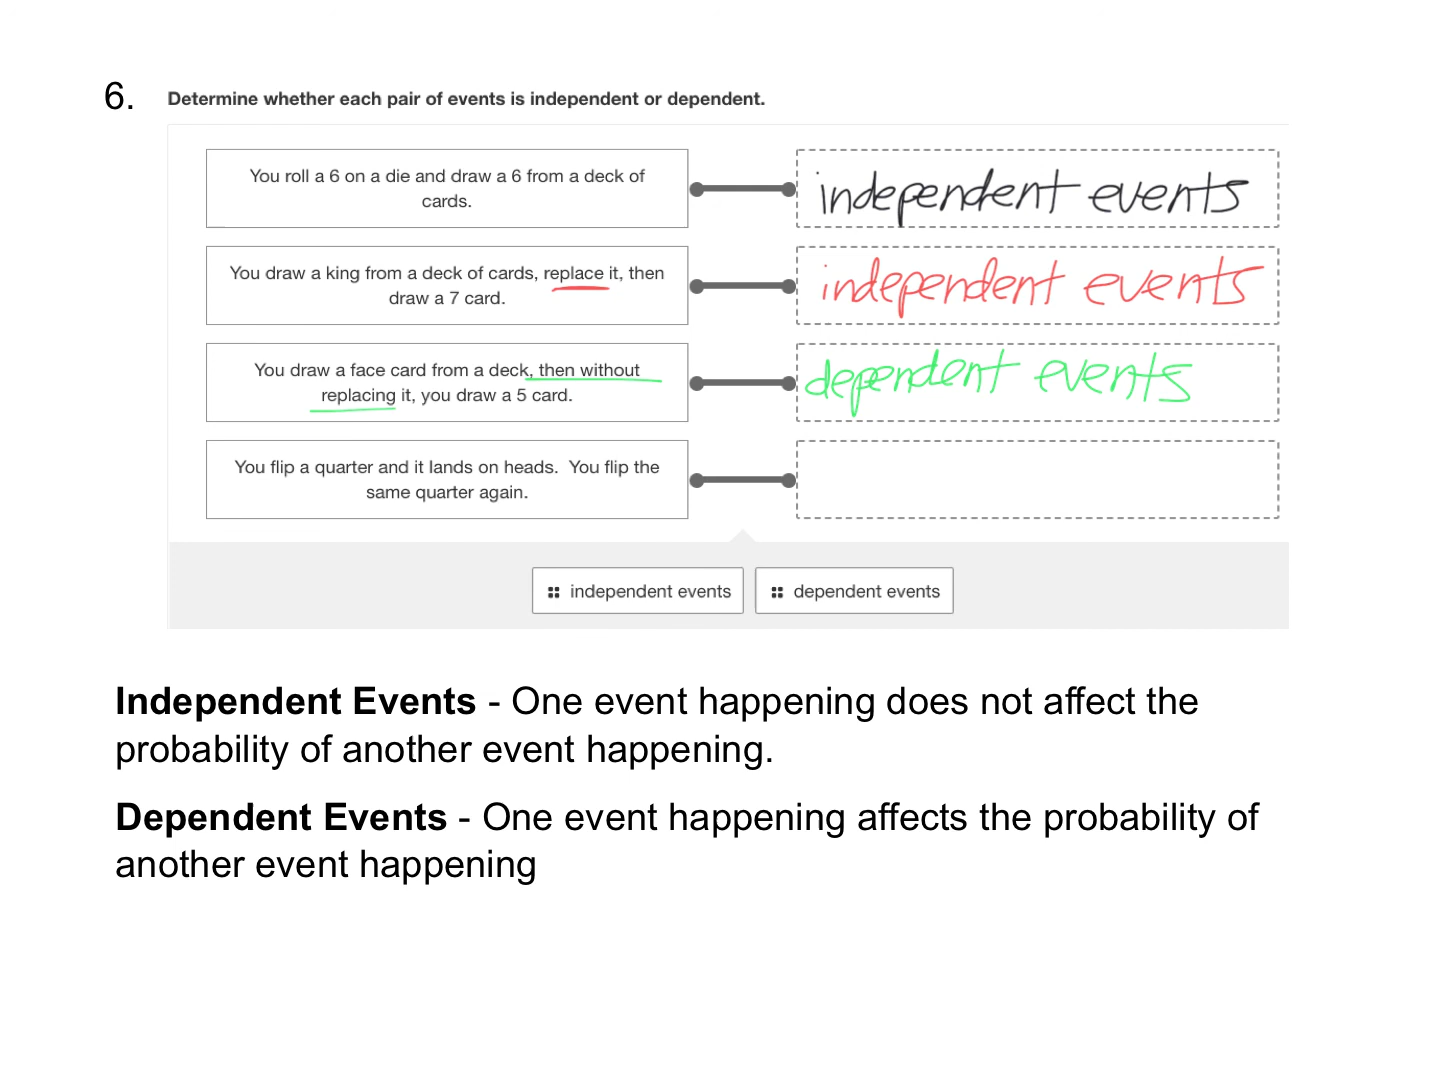 6. Determine whether each pair of events is independent or dependent.
You roll a 6 on a die and draw a 6 from a deck of
cards.
independent events
You draw a king from a deck of cards, replace it, then
draw a 7 card.
independent events
You draw a face card from a deck, then without
replacing it, you draw a 5 card.
dependent events
You flip a quarter and it lands on heads.  You flip the
same quarter again.
independent events
dependent events
Independent Events - One event happening does not affect the
probability of another event happening.
Dependent Events - One event happening affects the probability of
another event happening